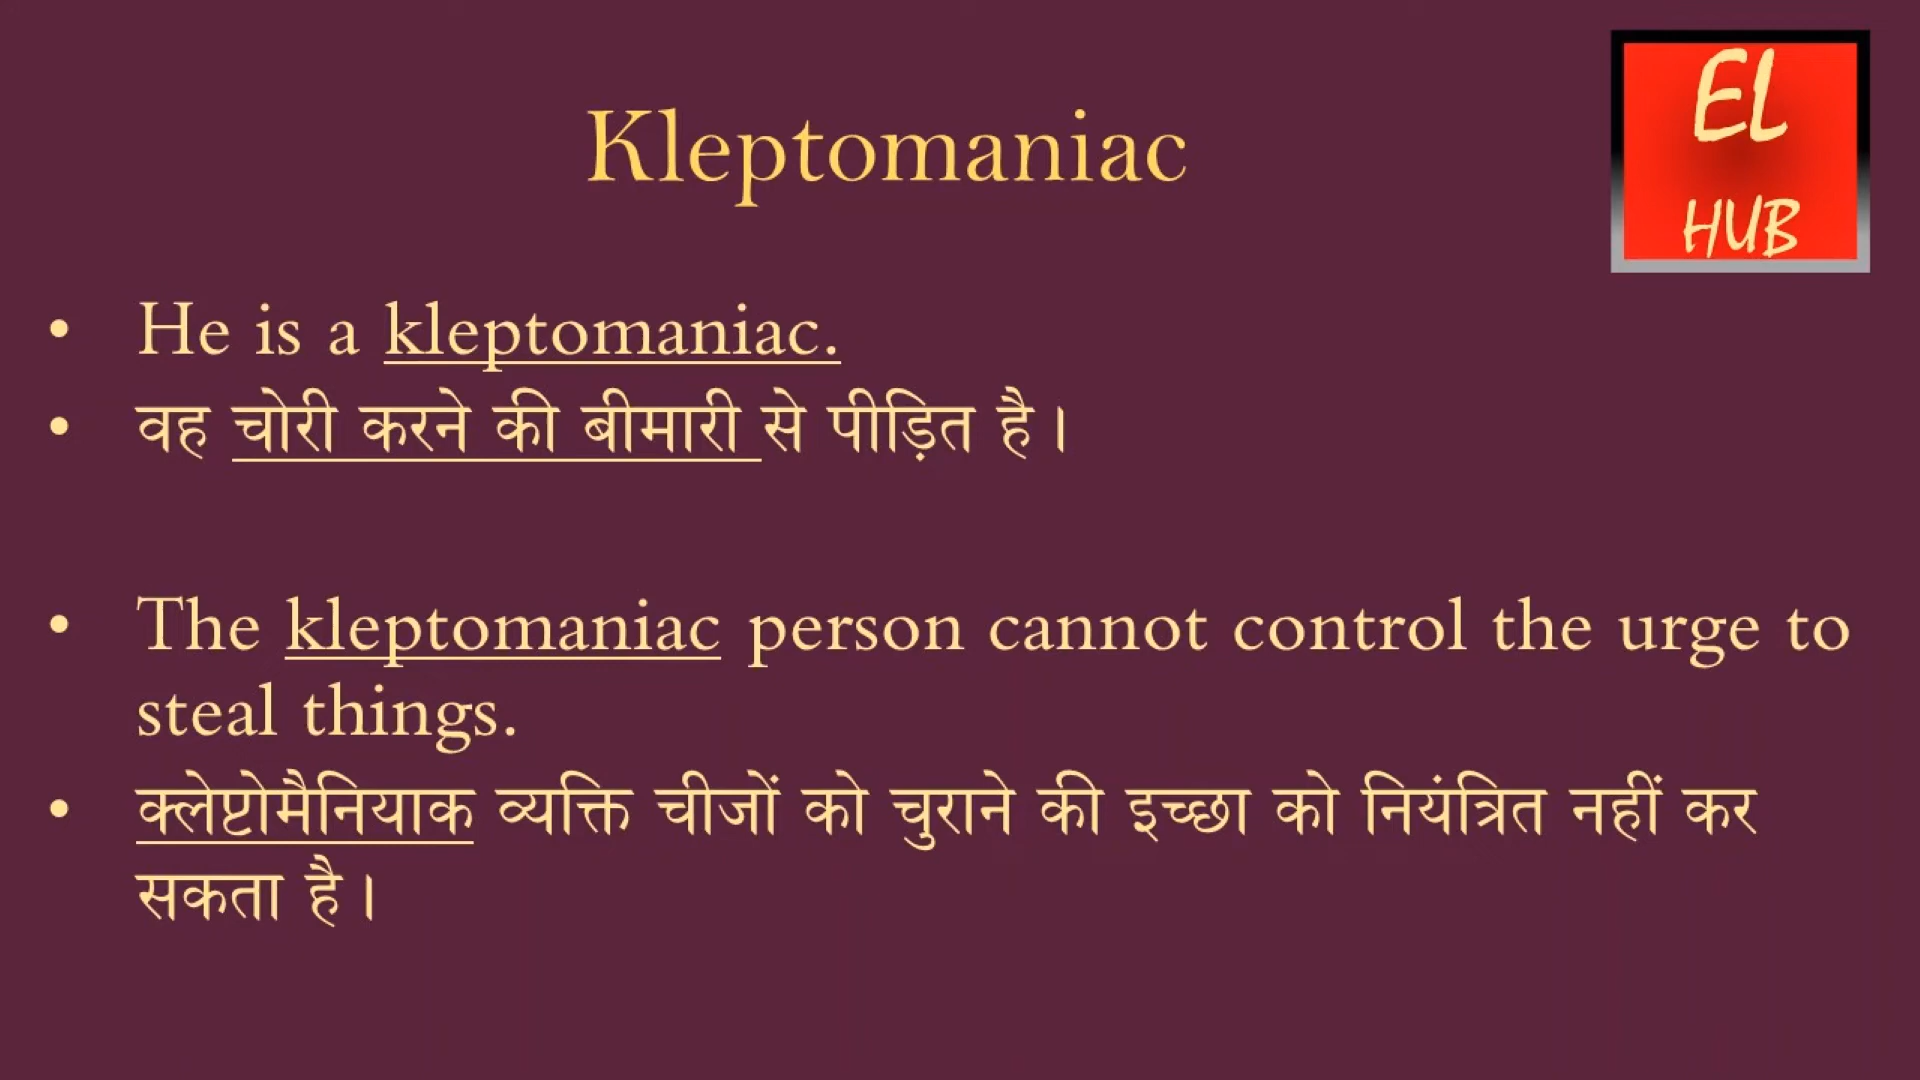 Kleptomaniac
EL
HUB
• He is a kleptomaniac.
• वह चोरी करने की बीमारी से पीड़ित है।
• The kleptomaniac person cannot control the urge to
steal things.
• क्लेप्टोमैनियाक व्यक्ति चीजों को चुराने की इच्छा को नियंत्रित नहीं कर
सकता है।